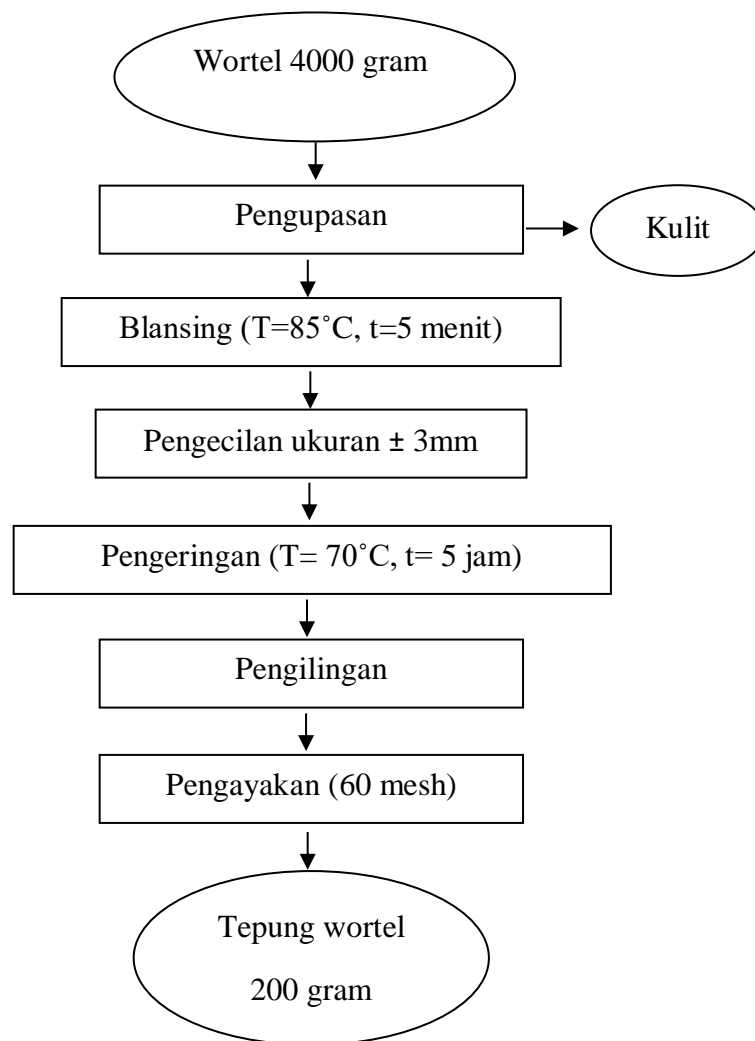 Wortel 4000 gram
Pengupasan
Kulit
Blansing (T=85˚C, t=5 menit)
Pengecilan ukuran ± 3mm
Pengeringan (T= 70˚C, t= 5 jam)
Pengilingan
Pengayakan (60 mesh)
Tepung wortel
200 gram